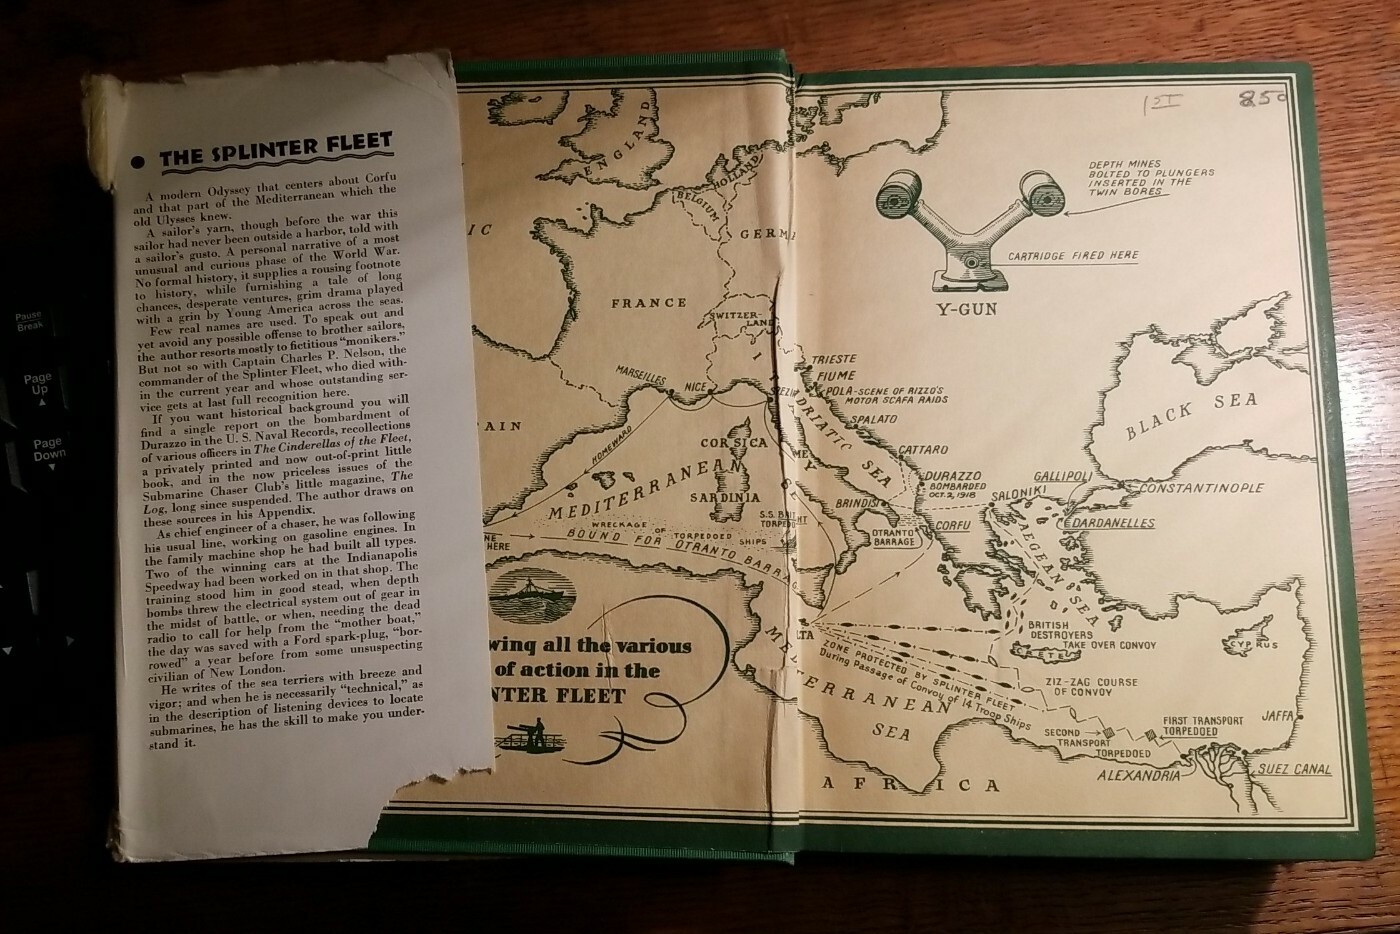 Pause
Break
Page
Up
Page
Down
THE SPLINTER FLEET
A modern Odyssey that centers about Corfu
and that part of the Mediterranean which the
old Ulysses knew.
A sailor's yarn, though before the war this
sailor had never been outside a harbor, told with
a sailor's gusto. A personal narrative of a most
unusual and curious phase of the World War.
No formal history, it supplies a rousing footnote
to history, while furnishing a tale of long
chances, desperate ventures, grim drama played
with a grin by Young America across the seas.
Few real names are used. To speak out and
yet avoid any possible offense to brother sailors,
the author resorts mostly to fictitious "monikers."
But not so with Captain Charles P. Nelson, the
commander of the Splinter Fleet, who died with-
in the current year and whose outstanding ser-
vice gets at last full recognition here.
If you want historical background you will
find a single report on the bombardment of
Durazzo in the U. S. Naval Records, recollections
of various officers in The Cinderellas of the Fleet,
a privately printed and now out-of-print little
book, and in the now priceless issues of the
Submarine Chaser Club's little magazine, The
Log, long since suspended. The author draws on
these sources in his Appendix.
As chief engineer of a chaser, he was following
his usual line, working on gasoline engines. In
the family machine shop he had built all types.
Two of the winning cars at the Indianapolis
Speedway had been worked on in that shop. The
training stood him in good stead, when depth
bombs threw the electrical system out of gear in
the midst of battle, or when, needing the dead
radio to call for help from the "mother boat,"
the day was saved with a Ford spark-plug, "bor-
rowed" a year before from some unsuspecting
civilian of New London.
He writes of the sea terriers with breeze and
vigor; and when he is necessarily "technical," as
in the description of listening devices to locate
submarines, he has the skill to make you under-
stand it.
IC
ENGLAND
HOLLAND
BELGIUM
GERMA
FRANCE
SWITZER-
LAND
MARSEILLES
NICE
SPEZIA
AIN
HOMEWARD
CORSICA
MEDITERRANEAN
SARDINIA
WRECKAGE OF TORPEDOED SHIPS
BOUND FOR OTRANTO BARRAG
NE
HERE
wing all the various
of action in the
NTER FLEET
1st
850
DEPTH MINES
BOLTED TO PLUNGERS
INSERTED IN THE
TWIN BORES
CARTRIDGE FIRED HERE
Y-GUN
TRIESTE
FIUME
POLA-SCENE OF RIZZO'S
MOTOR SCAFA RAIDS
SPALATO
ADRIATIC SEA
CATTARO
DURAZZO
BOMBARDED
OCT. 2, 1918
BRINDISI
OTRANTO
BARRAGE
CORFU
SALONIKI
GALLIPOLI
CONSTANTINOPLE
DARDANELLES
BLACK SEA
AEGEAN SEA
LTA
BRITISH
DESTROYERS
TAKE OVER CONVOY
CRETE
CYPRUS
ZONE PROTECTED BY SPLINTER FLEET
During Passage of Convoy of 14 Troop Ships
MEDITERRANEAN
SEA
ZIG-ZAG COURSE
OF CONVOY
FIRST TRANSPORT
TORPEDOED
SECOND
TRANSPORT
TORPEDOED
JAFFA
ALEXANDRIA
SUEZ CANAL
AFRICA